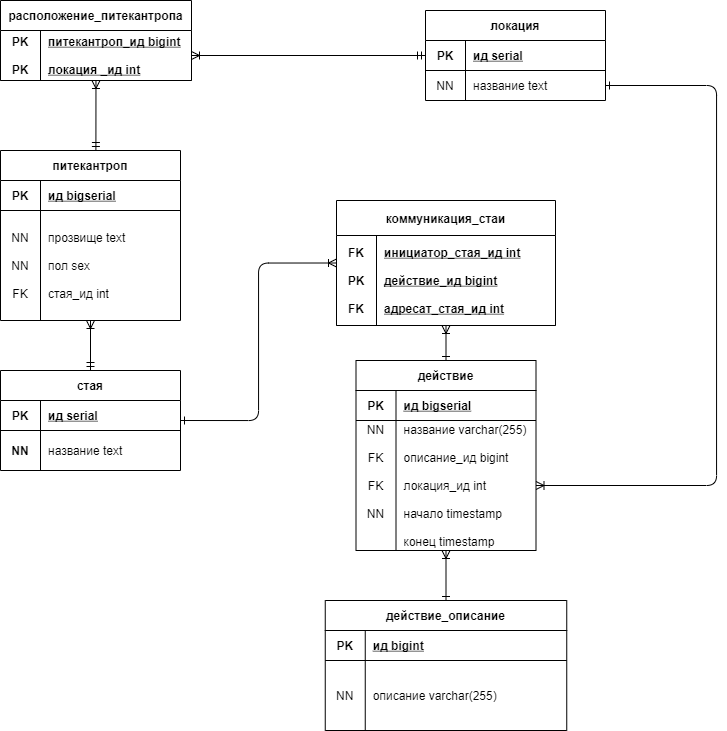 расположение_питекантропа
PK питекантроп_ид bigint
PK локация _ид int
локация
PK ид serial
NN название text
питекантроп
PK ид bigserial
NN прозвище text
NN пол sex
FK стая_ид int
коммуникация_стаи
FK инициатор_стая_ид int
PK действие_ид bigint
FK адресат_стая_ид int
стая
PK ид serial
NN название text
действие
PK ид bigserial
NN название varchar(255)
FK описание_ид bigint
FK локация_ид int
NN начало timestamp
конец timestamp
действие_описание
PK ид bigint
NN описание varchar(255)